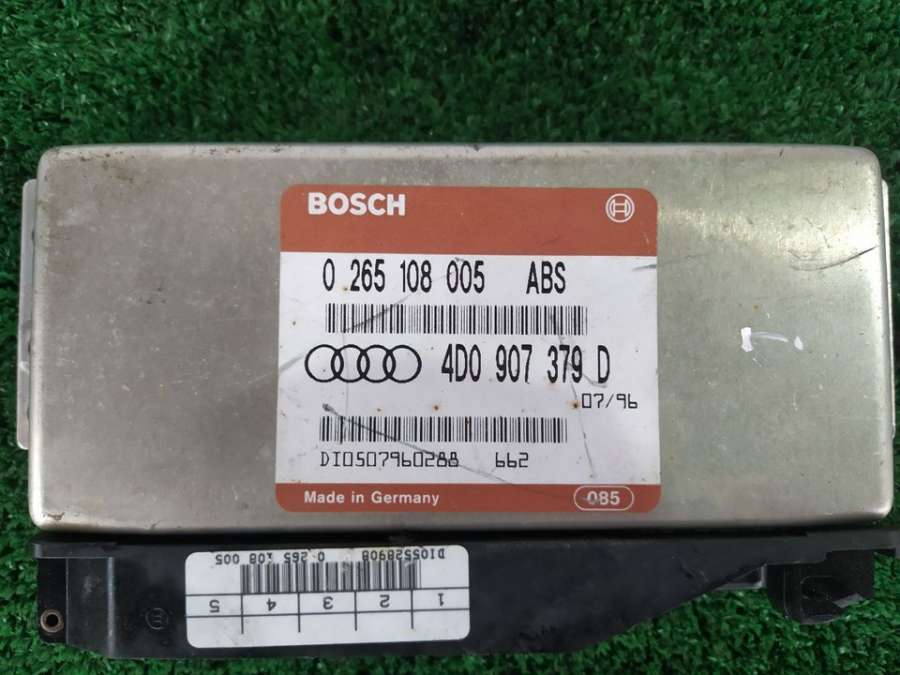 BOSCH
0 265 108 005 ABS
4D0 907 379 D
07/96
DI0507960288 662
Made in Germany 085
1 2 3 4 5
DI05528908 0 265 108 005